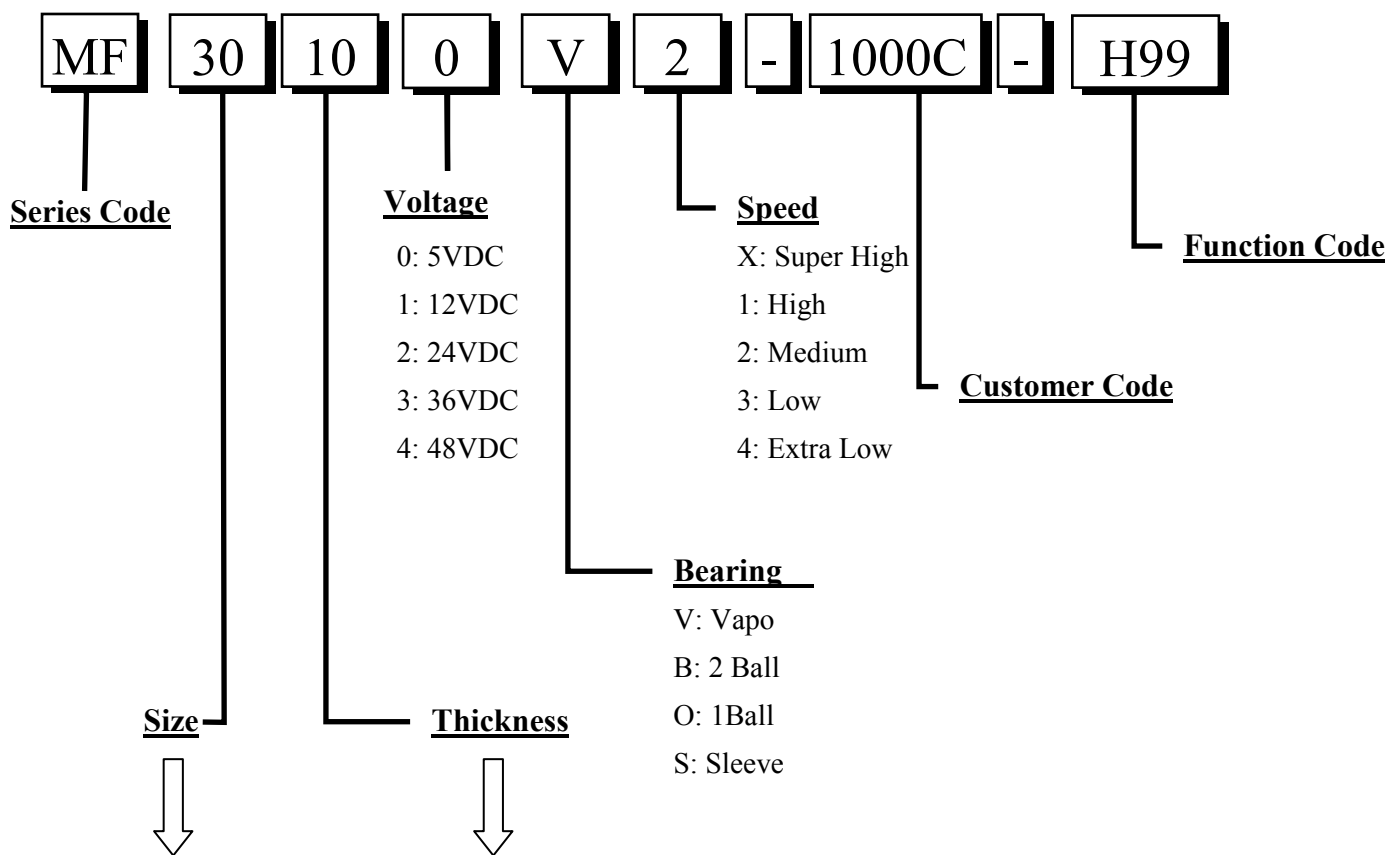 MF 30 10 0 V 2 - 1000C - H99
Series Code
Voltage
0: 5VDC
1: 12VDC
2: 24VDC
3: 36VDC
4: 48VDC
Speed
X: Super High
1: High
2: Medium
3: Low
4: Extra Low
Function Code
Customer Code
Bearing
V: Vapo
B: 2 Ball
O: 1Ball
S: Sleeve
Size
Thickness